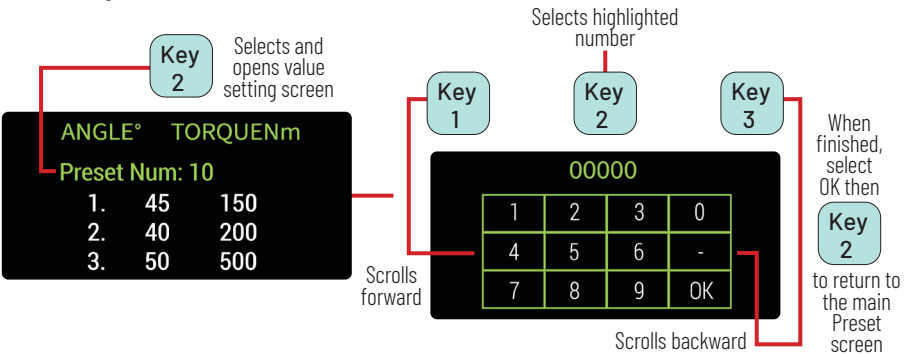 Selects highlighted
number
Key
2
Selects and
opens value
setting screen
Key
1
Key
2
Key
3
When
finished,
select
OK then
Key
2
to return to
the main
Preset
screen
ANGLE° TORQUENm
Preset Num: 10
1. 45 150
2. 40 200
3. 50 500
00000
1 2 3 0
4 5 6 -
7 8 9 OK
Scrolls
forward
Scrolls backward